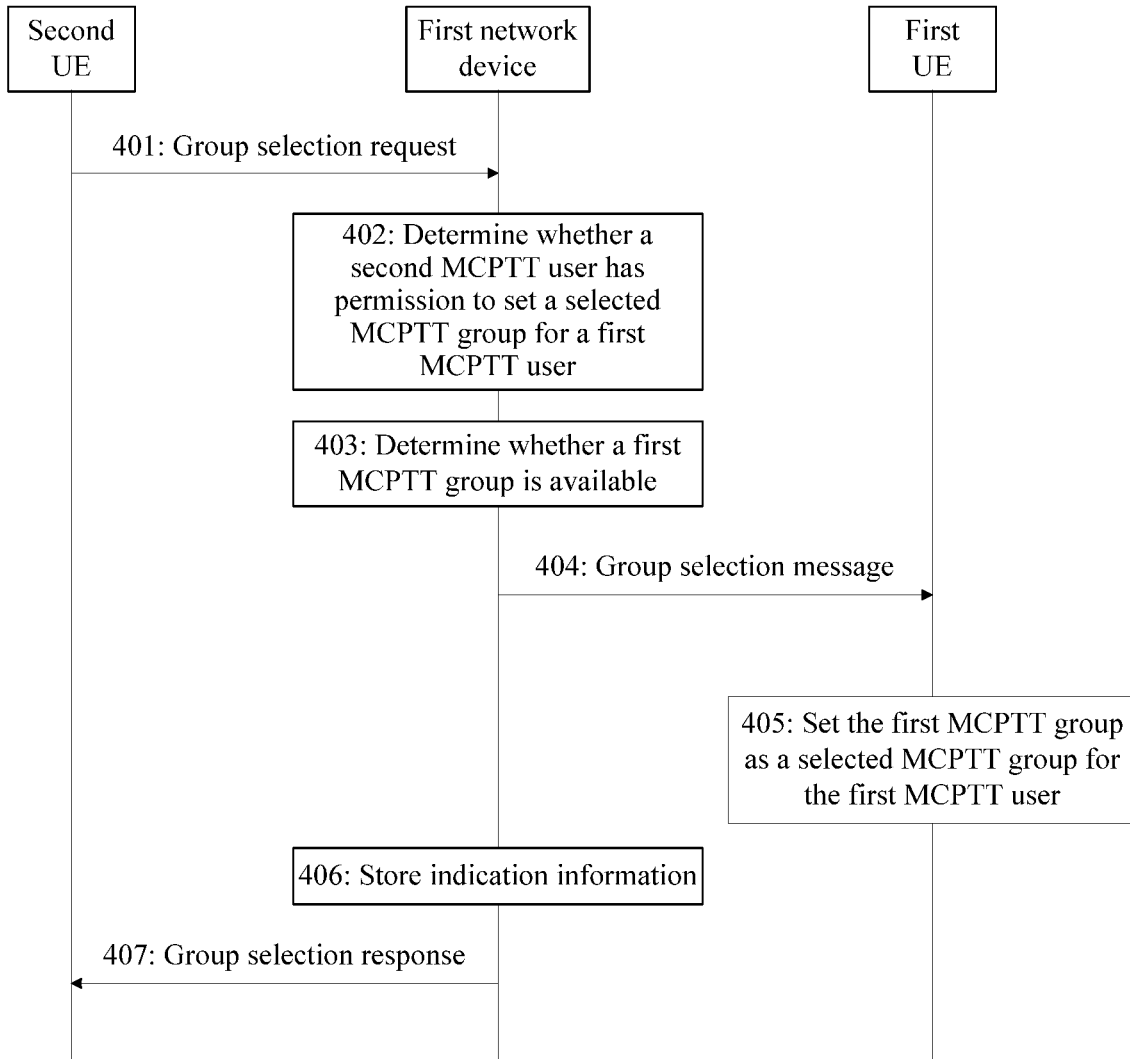 Second
UE
First network
device
First
UE
401: Group selection request
402: Determine whether a
second MCPTT user has
permission to set a selected
MCPTT group for a first
MCPTT user
403: Determine whether a first
MCPTT group is available
404: Group selection message
405: Set the first MCPTT group
as a selected MCPTT group for
the first MCPTT user
406: Store indication information
407: Group selection response